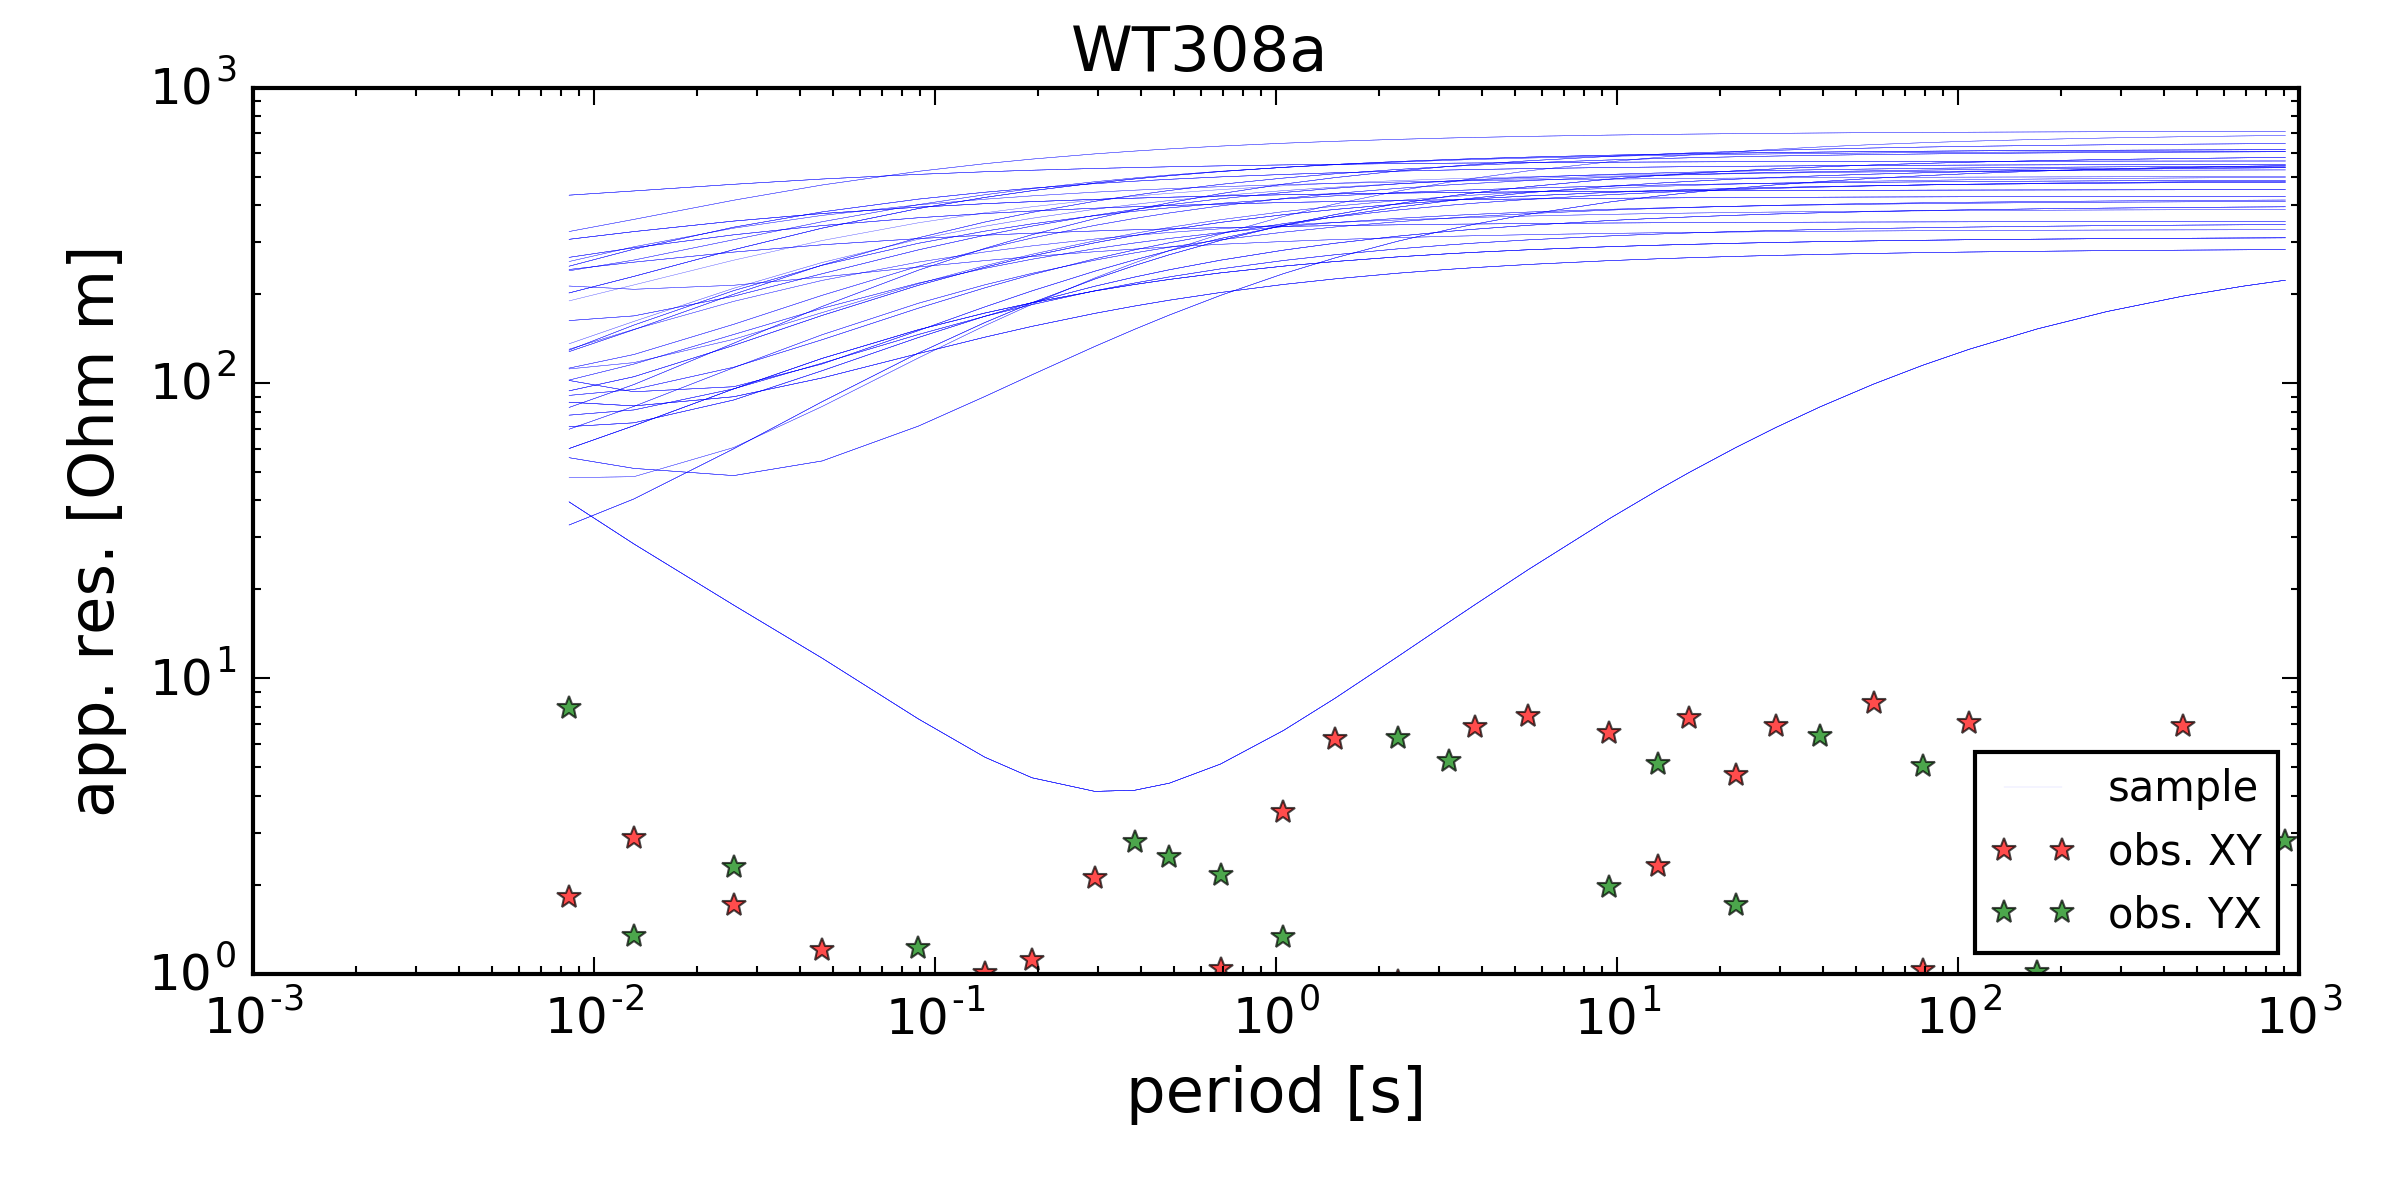 WT308a
app. res. [Ohm m]
10^3
10^2
10^1
10^0
sample
obs. XY
obs. YX
10^-3 10^-2 10^-1 10^0 10^1 10^2 10^3
period [s]